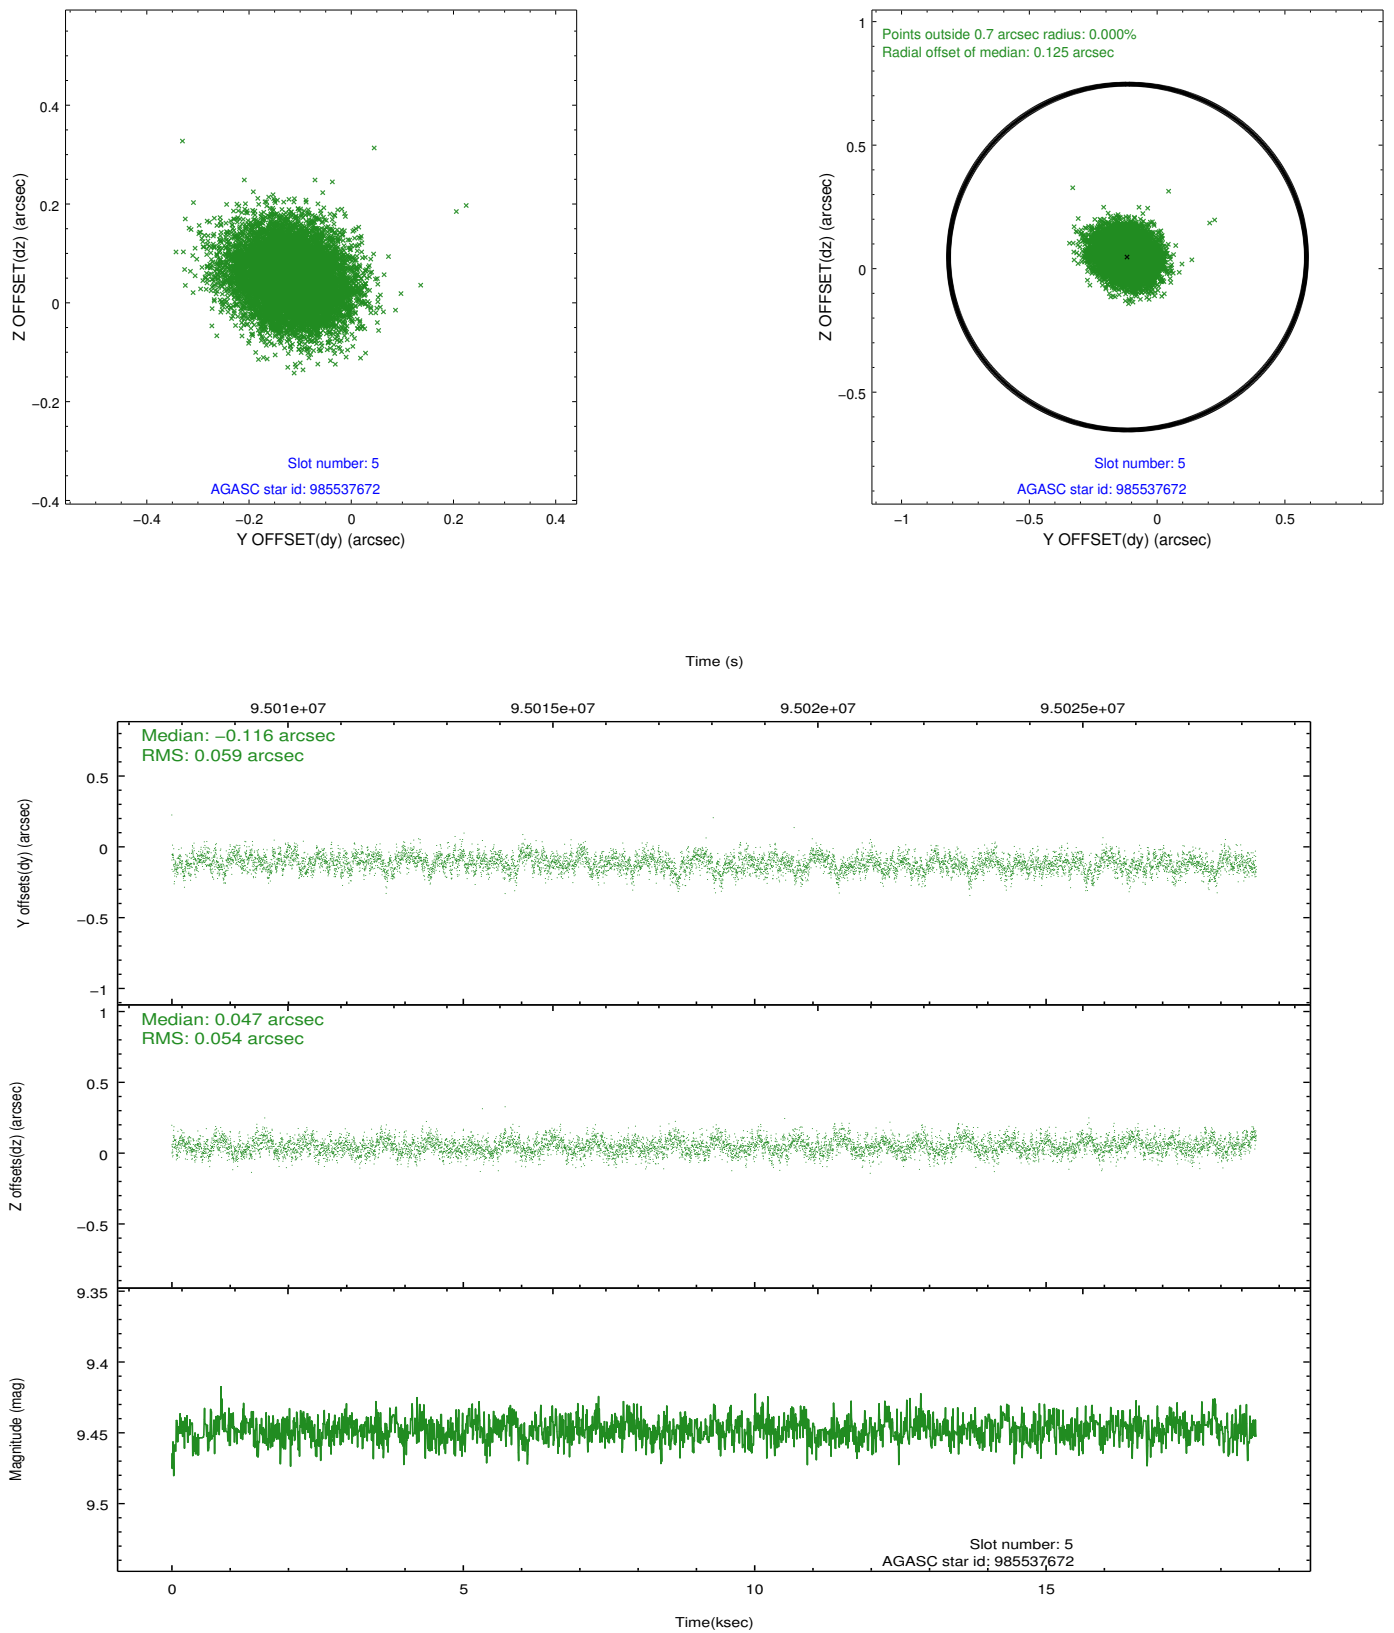 0.4
0.2
0
−0.2
−0.4
Z OFFSET(dz) (arcsec)
Slot number: 5
AGASC star id: 985537672
−0.4
−0.2
0
0.2
0.4
Y OFFSET(dy) (arcsec)
Points outside 0.7 arcsec radius: 0.000%
Radial offset of median: 0.125 arcsec
1
0.5
0
−0.5
Z OFFSET(dz) (arcsec)
Slot number: 5
AGASC star id: 985537672
−1
−0.5
0
0.5
Y OFFSET(dy) (arcsec)
Time (s)
9.501e+07
9.5015e+07
9.502e+07
9.5025e+07
Median: −0.116 arcsec
RMS: 0.059 arcsec
0.5
0
−0.5
−1
Y offsets(dy) (arcsec)
Median: 0.047 arcsec
RMS: 0.054 arcsec
1
0.5
0
−0.5
Z offsets(dz) (arcsec)
9.35
9.4
9.45
9.5
Magnitude (mag)
Slot number: 5
AGASC star id: 985537672
0
5
10
15
Time(ksec)